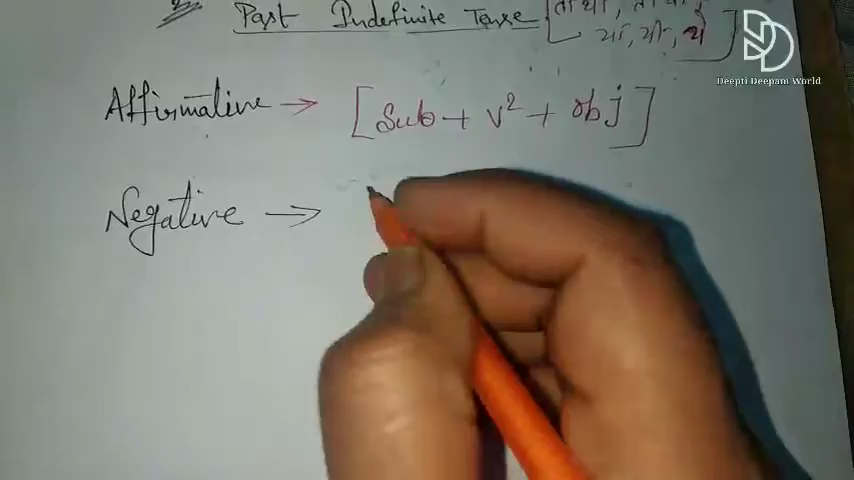 Past Indefinite Tense [ता था, ती थी,
था, थी, थे]
Deepti Deepam World
Affirmative → [Sub + V² + Obj]
Negative →